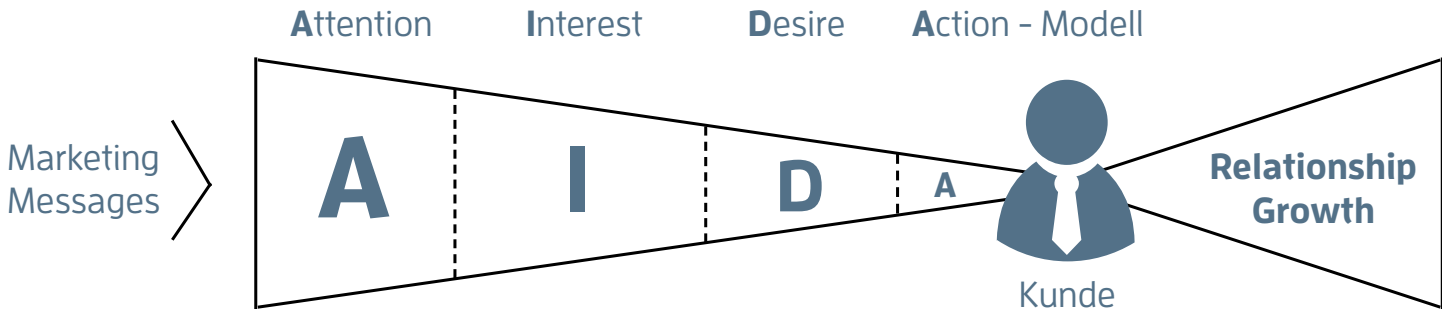 Attention Interest Desire Action - Modell
Marketing
Messages
A I D A
Relationship
Growth
Kunde